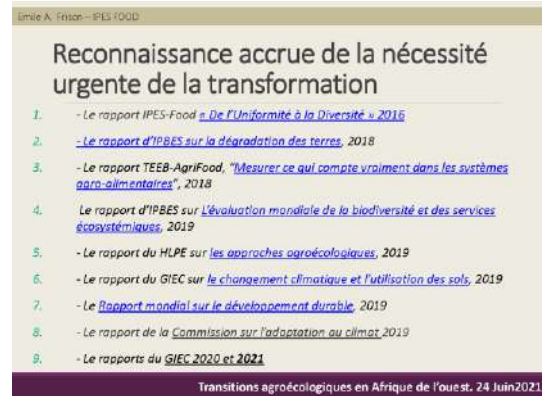 Emile A. Frison – IPES FOOD
Reconnaissance accrue de la nécessité
urgente de la transformation
1. - Le rapport IPES-Food « De l'Uniformité à la Diversité » 2016
2. - Le rapport d'IPBES sur la dégradation des terres, 2018
3. - Le rapport TEEB-AgriFood, "Mesurer ce qui compte vraiment dans les systèmes
agro-alimentaires", 2018
4. Le rapport d'IPBES sur L'évaluation mondiale de la biodiversité et des services
écosystémiques, 2019
5. - Le rapport du HLPE sur les approches agroécologiques, 2019
6. - Le rapport du GIEC sur le changement climatique et l'utilisation des sols, 2019
7. - Le Rapport mondial sur le développement durable, 2019
8. - Le rapport de la Commission sur l'adaptation au climat 2019
9. - Le rapports du GIEC 2020 et 2021
Transitions agroécologiques en Afrique de l'ouest. 24 Juin2021